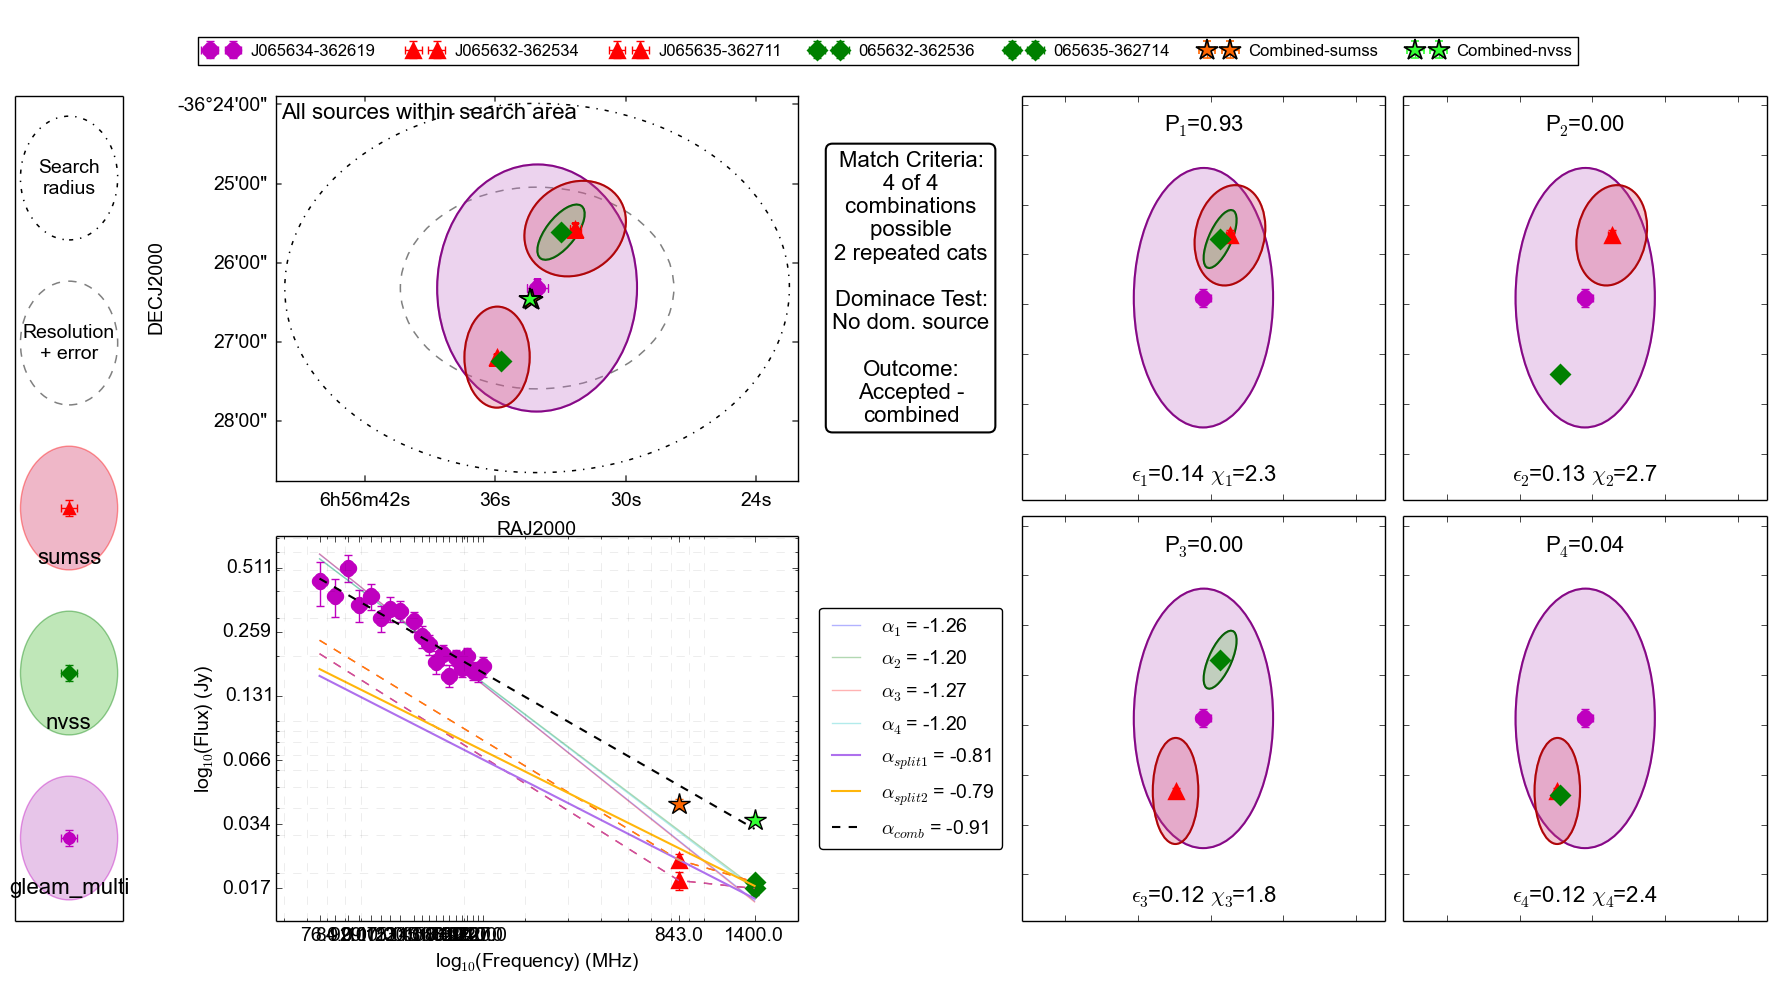 J065634-362619 J065632-362534 J065635-362711 065632-362536 065635-362714 Combined-sumss Combined-nvss
Search
radius
Resolution
+ error
sumss
nvss
gleam_multi
All sources within search area
DECJ2000
-36°24'00"
25'00"
26'00"
27'00"
28'00"
6h56m42s 36s 30s 24s
RAJ2000
Match Criteria:
4 of 4
combinations
possible
2 repeated cats
Dominace Test:
No dom. source
Outcome:
Accepted -
combined
P1=0.93
ϵ1=0.14 χ1=2.3
P2=0.00
ϵ2=0.13 χ2=2.7
P3=0.00
ϵ3=0.12 χ3=1.8
P4=0.04
ϵ4=0.12 χ4=2.4
log10(Flux) (Jy)
0.511
0.259
0.131
0.066
0.034
0.017
843.0 1400.0
log10(Frequency) (MHz)
α1 = -1.26
α2 = -1.20
α3 = -1.27
α4 = -1.20
αsplit1 = -0.81
αsplit2 = -0.79
αcomb = -0.91